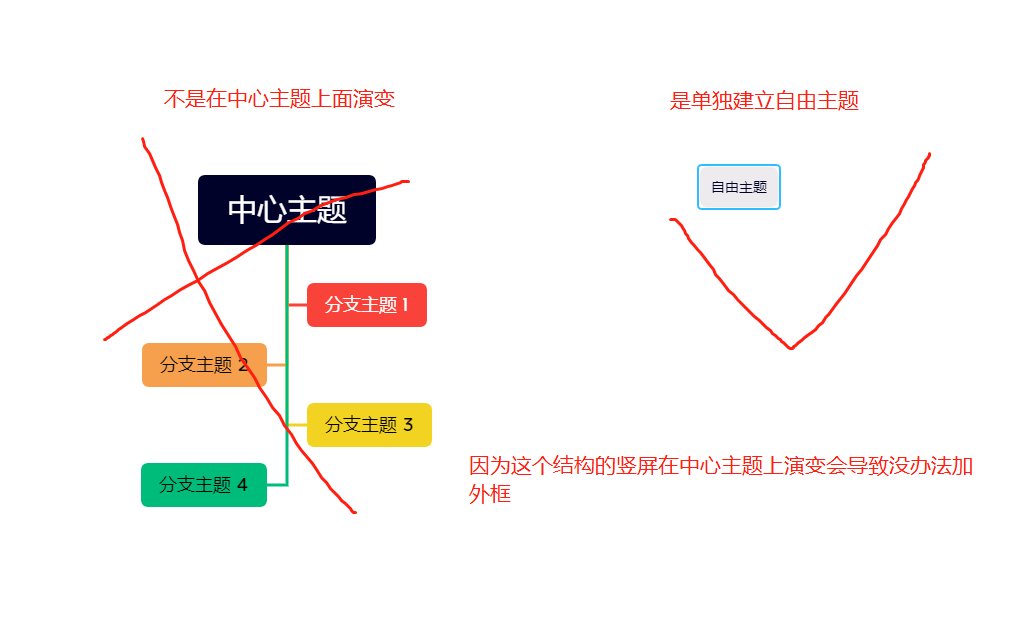 不是在中心主题上面演变
是单独建立自由主题
中心主题
自由主题
分支主题 1
分支主题 2
分支主题 3
分支主题 4
因为这个结构的竖屏在中心主题上演变会导致没办法加
外框